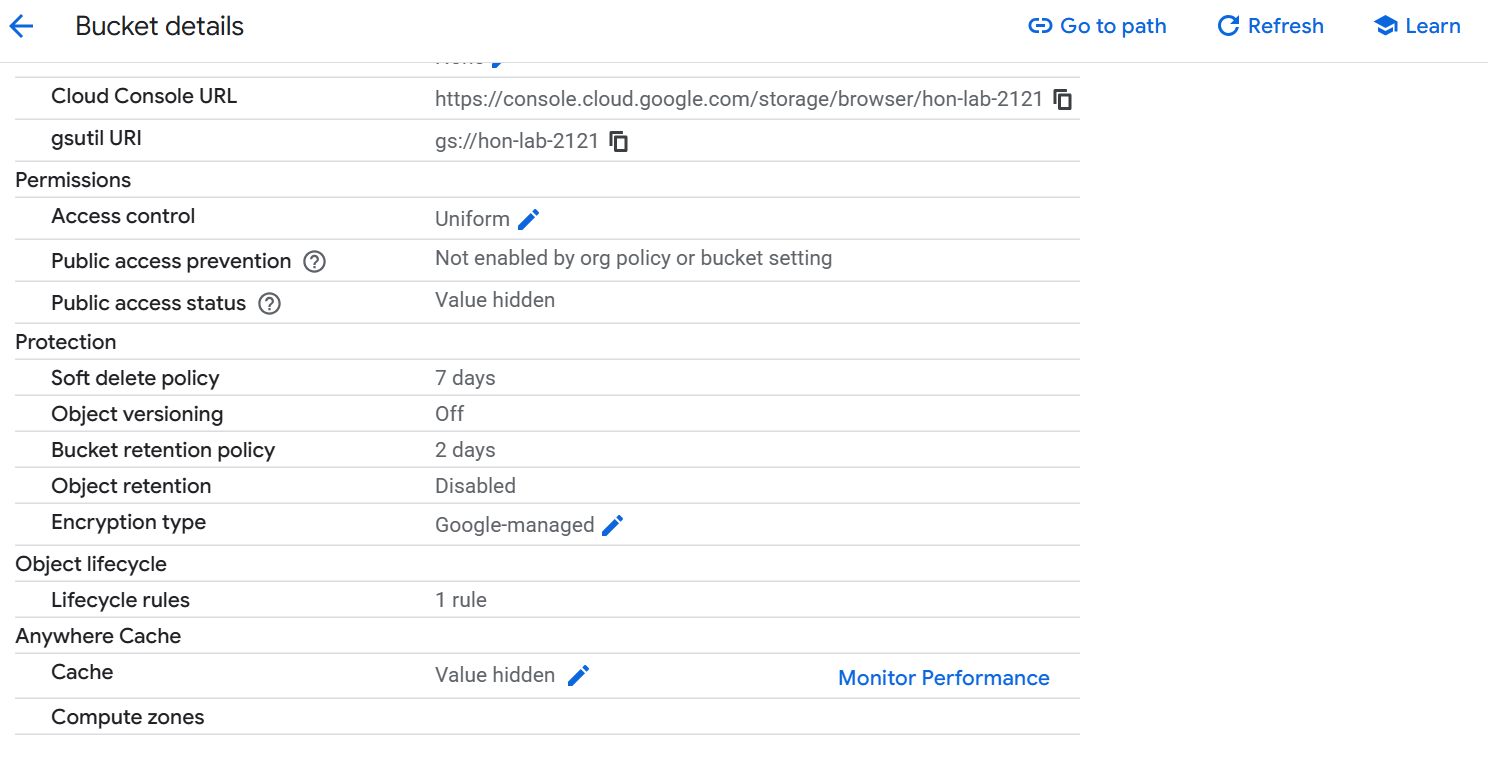 Bucket details Go to path Refresh Learn
Cloud Console URL https://console.cloud.google.com/storage/browser/hon-lab-2121
gsutil URI gs://hon-lab-2121
Permissions
Access control Uniform
Public access prevention Not enabled by org policy or bucket setting
Public access status Value hidden
Protection
Soft delete policy 7 days
Object versioning Off
Bucket retention policy 2 days
Object retention Disabled
Encryption type Google-managed
Object lifecycle
Lifecycle rules 1 rule
Anywhere Cache
Cache Value hidden Monitor Performance
Compute zones